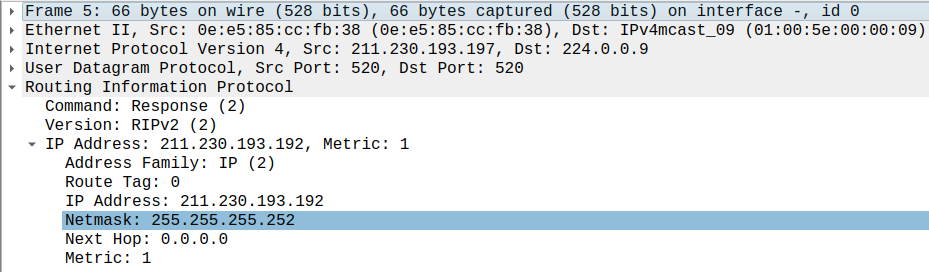 Frame 5: 66 bytes on wire (528 bits), 66 bytes captured (528 bits) on interface -, id 0
Ethernet II, Src: 0e:e5:85:cc:fb:38 (0e:e5:85:cc:fb:38), Dst: IPv4mcast_09 (01:00:5e:00:00:09)
Internet Protocol Version 4, Src: 211.230.193.197, Dst: 224.0.0.9
User Datagram Protocol, Src Port: 520, Dst Port: 520
Routing Information Protocol
Command: Response (2)
Version: RIPv2 (2)
IP Address: 211.230.193.192, Metric: 1
Address Family: IP (2)
Route Tag: 0
IP Address: 211.230.193.192
Netmask: 255.255.255.252
Next Hop: 0.0.0.0
Metric: 1